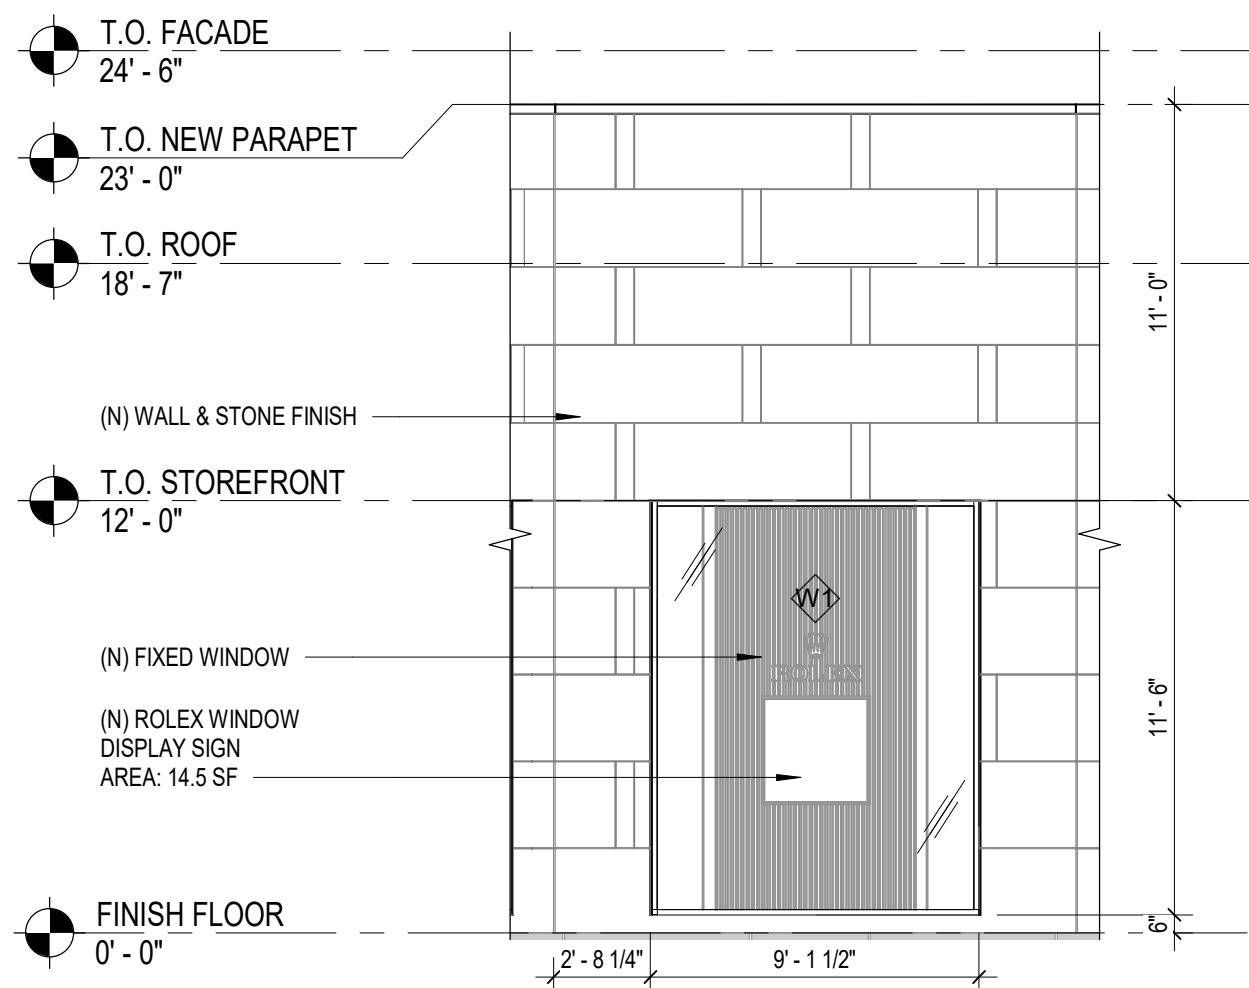 T.O. FACADE
24' - 6"
T.O. NEW PARAPET
23' - 0"
T.O. ROOF
18' - 7"
11' - 0"
(N) WALL & STONE FINISH
T.O. STOREFRONT
12' - 0"
W1
(N) FIXED WINDOW
ROLEX
(N) ROLEX WINDOW
DISPLAY SIGN
AREA: 14.5 SF
11' - 6"
FINISH FLOOR
0' - 0"
6"
2' - 8 1/4"
9' - 1 1/2"